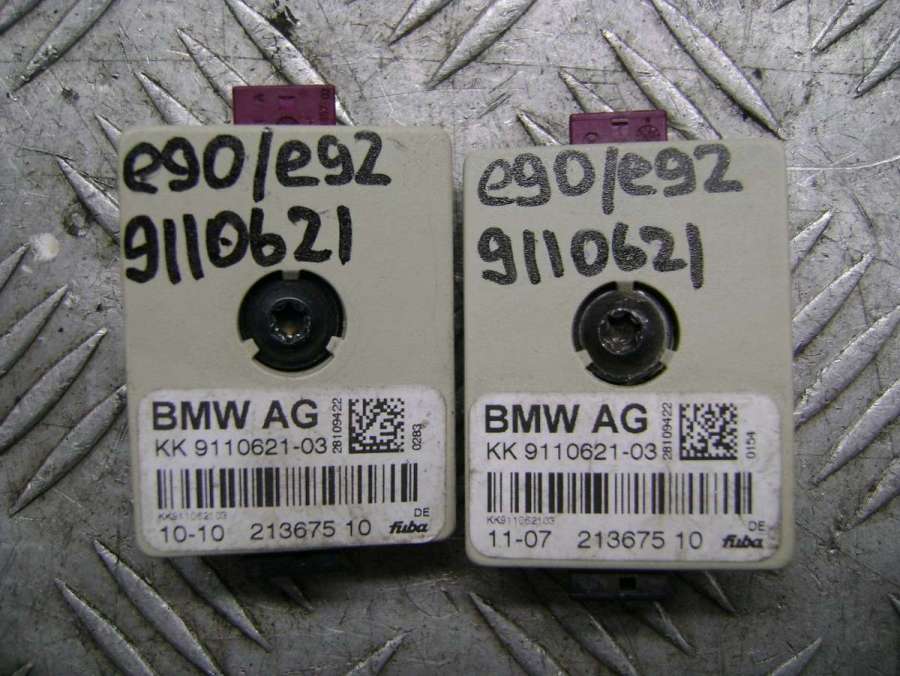 e90/e92
9110621
BMW AG
KK 9110621-03
28109422
0283
KK911062103
DE
10-10 213675 10 fuba
e90/e92
9110621
BMW AG
KK 9110621-03
28109422
0154
KK911062103
DE
11-07 213675 10 fuba